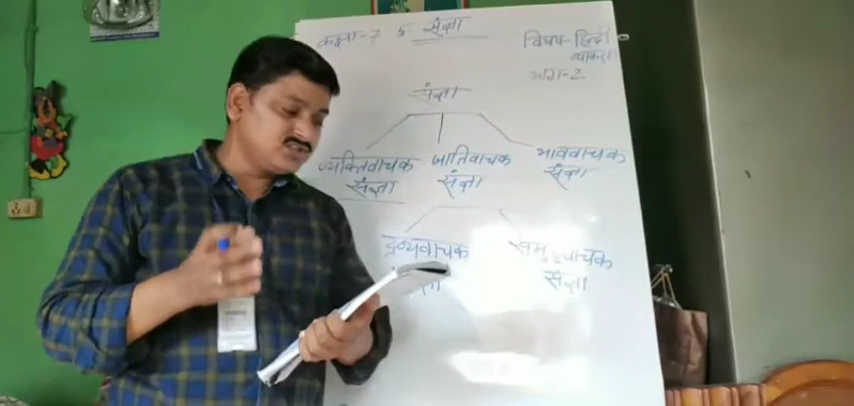 कक्षा-7 5. संज्ञा
विषय-हिन्दी
व्याकरण
भाग-2
संज्ञा
व्यक्तिवाचक
संज्ञा
जातिवाचक
संज्ञा
भाववाचक
संज्ञा
द्रव्यवाचक
समुहवाचक
संज्ञा